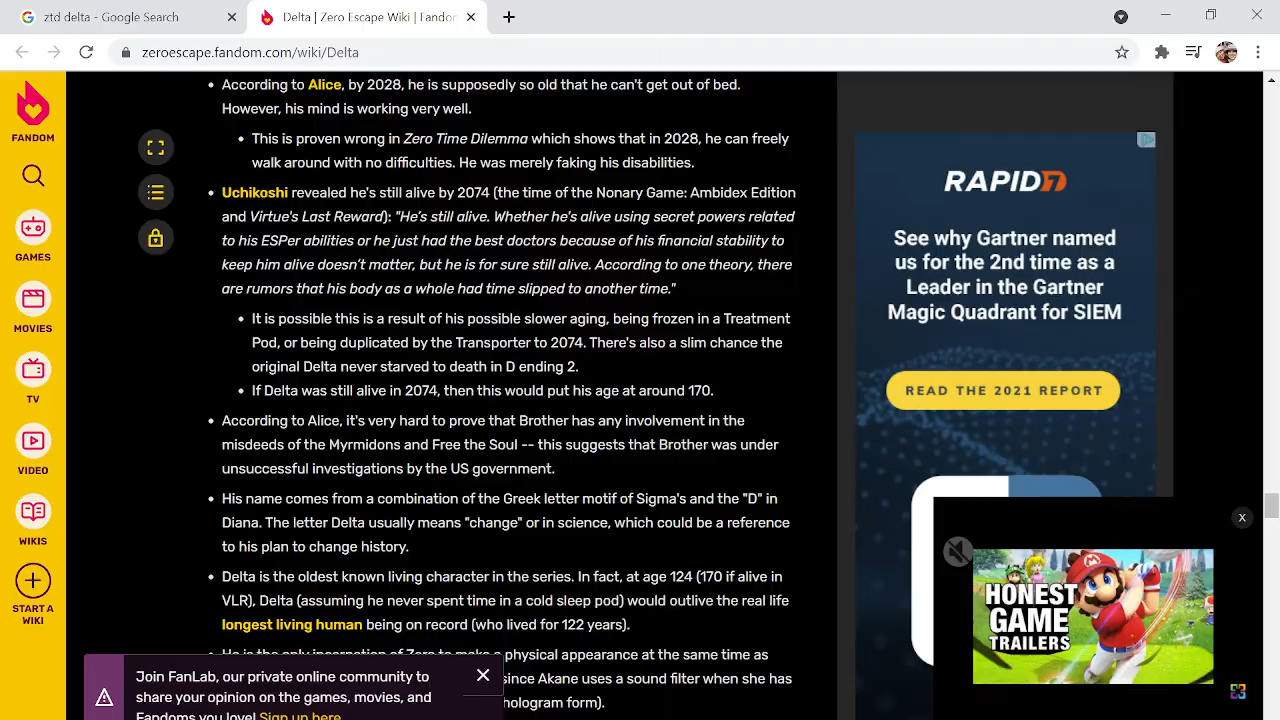 ztd delta - Google Search
Delta | Zero Escape Wiki | Fandom
zeroescape.fandom.com/wiki/Delta
FANDOM
GAMES
MOVIES
TV
VIDEO
WIKIS
START A
WIKI
According to Alice, by 2028, he is supposedly so old that he can't get out of bed.
However, his mind is working very well.
This is proven wrong in Zero Time Dilemma which shows that in 2028, he can freely
walk around with no difficulties. He was merely faking his disabilities.
Uchikoshi revealed he's still alive by 2074 (the time of the Nonary Game: Ambidex Edition
and Virtue's Last Reward): "He's still alive. Whether he's alive using secret powers related
to his ESPer abilities or he just had the best doctors because of his financial stability to
keep him alive doesn't matter, but he is for sure still alive. According to one theory, there
are rumors that his body as a whole had time slipped to another time."
It is possible this is a result of his possible slower aging, being frozen in a Treatment
Pod, or being duplicated by the Transporter to 2074. There's also a slim chance the
original Delta never starved to death in D ending 2.
If Delta was still alive in 2074, then this would put his age at around 170.
According to Alice, it's very hard to prove that Brother has any involvement in the
misdeeds of the Myrmidons and Free the Soul -- this suggests that Brother was under
unsuccessful investigations by the US government.
His name comes from a combination of the Greek letter motif of Sigma's and the "D" in
Diana. The letter Delta usually means "change" or in science, which could be a reference
to his plan to change history.
Delta is the oldest known living character in the series. In fact, at age 124 (170 if alive in
VLR), Delta (assuming he never spent time in a cold sleep pod) would outlive the real life
longest living human being on record (who lived for 122 years).
He is the only incarnation of Zero to make a physical appearance at the same time as
since Akane uses a sound filter when she has
hologram form).
Join FanLab, our private online community to
share your opinion on the games, movies, and
Fandoms you love! Sign up here
RAPID7
See why Gartner named
us for the 2nd time as a
Leader in the Gartner
Magic Quadrant for SIEM
READ THE 2021 REPORT
X
HONEST
GAME
TRAILERS